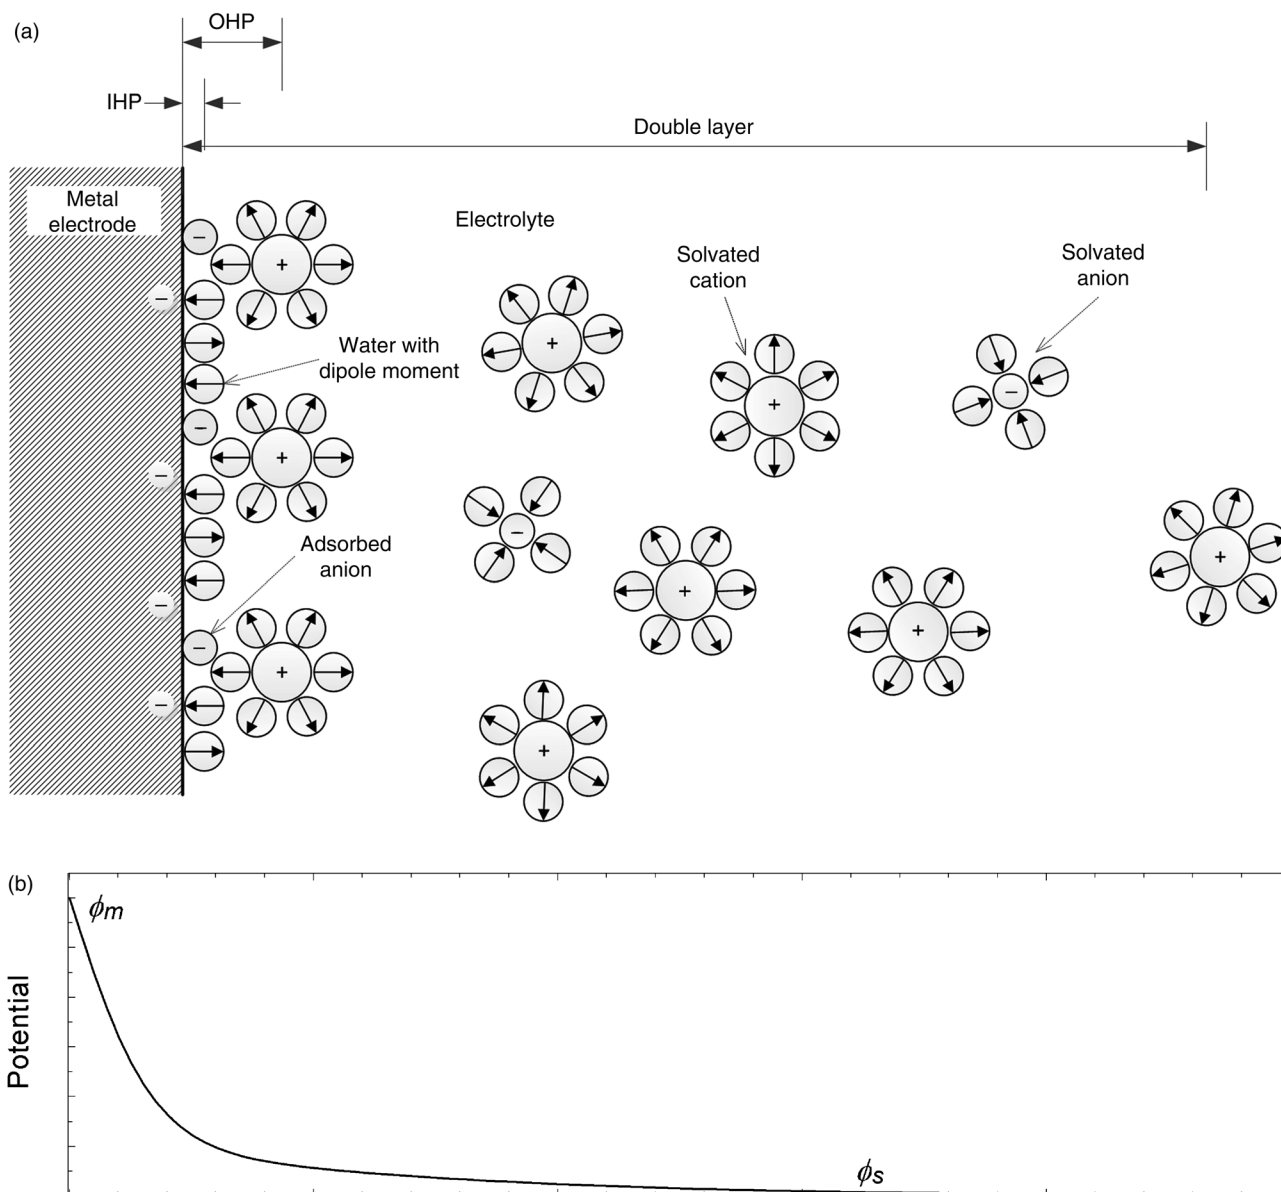 (a)
OHP
IHP
Double layer
Metal
electrode
Electrolyte
Solvated
cation
Solvated
anion
Water with
dipole moment
Adsorbed
anion
(b)
ϕm
Potential
ϕs